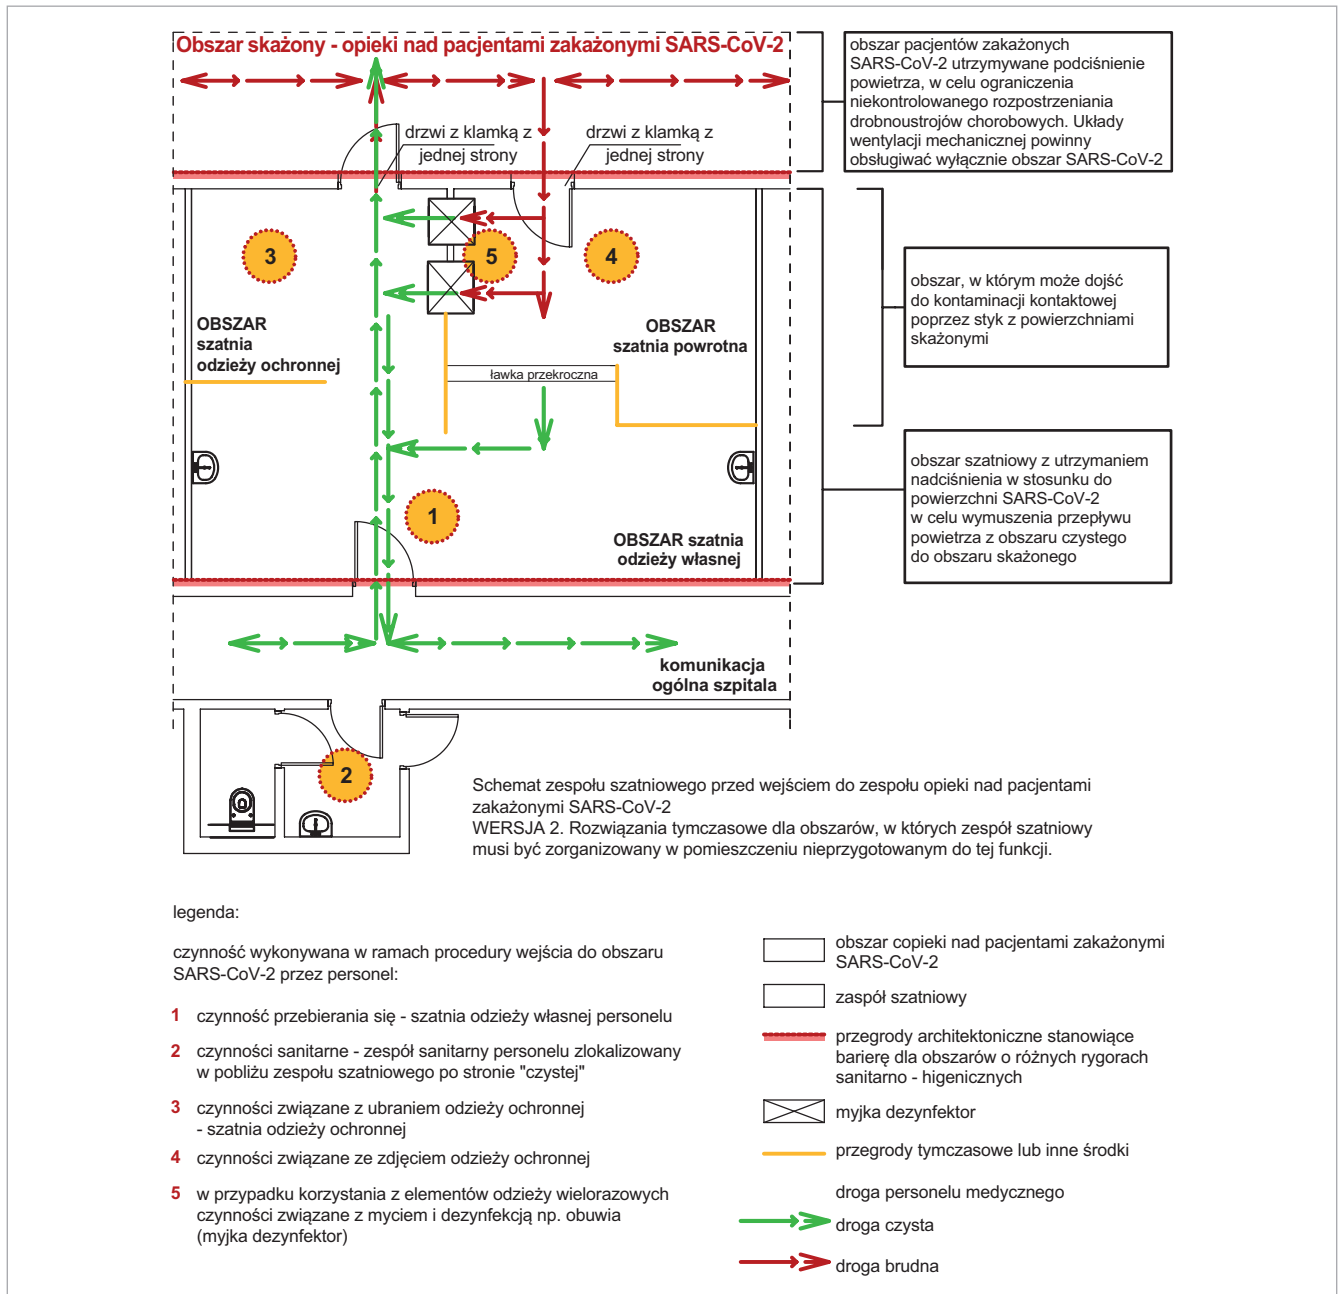 Obszar skażony - opieki nad pacjentami zakażonymi SARS-CoV-2
obszar pacjentów zakażonych
SARS-CoV-2 utrzymywane podciśnienie
powietrza, w celu ograniczenia
niekontrolowanego rozpostrzeniania
drobnoustrojów chorobowych. Układy
wentylacji mechanicznej powinny
obsługiwać wyłącznie obszar SARS-CoV-2
drzwi z klamką z
jednej strony
drzwi z klamką z
jednej strony
3
5
4
obszar, w którym może dojść
do kontaminacji kontaktowej
poprzez styk z powierzchniami
skażonymi
OBSZAR
szatnia
odzieży ochronnej
OBSZAR
szatnia powrotna
ławka przekroczna
obszar szatniowy z utrzymaniem
nadciśnienia w stosunku do
powierzchni SARS-CoV-2
w celu wymuszenia przepływu
powietrza z obszaru czystego
do obszaru skażonego
1
OBSZAR szatnia
odzieży własnej
komunikacja
ogólna szpitala
2
Schemat zespołu szatniowego przed wejściem do zespołu opieki nad pacjentami
zakażonymi SARS-CoV-2
WERSJA 2. Rozwiązania tymczasowe dla obszarów, w których zespół szatniowy
musi być zorganizowany w pomieszczeniu nieprzygotowanym do tej funkcji.
legenda:
czynność wykonywana w ramach procedury wejścia do obszaru
SARS-CoV-2 przez personel:
1 czynność przebierania się - szatnia odzieży własnej personelu
2 czynności sanitarne - zespół sanitarny personelu zlokalizowany
w pobliżu zespołu szatniowego po stronie "czystej"
3 czynności związane z ubraniem odzieży ochronnej
- szatnia odzieży ochronnej
4 czynności związane ze zdjęciem odzieży ochronnej
5 w przypadku korzystania z elementów odzieży wielorazowych
czynności związane z myciem i dezynfekcją np. obuwia
(myjka dezynfektor)
obszar copieki nad pacjentami zakażonymi
SARS-CoV-2
zaspół szatniowy
przegrody architektoniczne stanowiące
barierę dla obszarów o różnych rygorach
sanitarno - higenicznych
myjka dezynfektor
przegrody tymczasowe lub inne środki
droga personelu medycznego
droga czysta
droga brudna